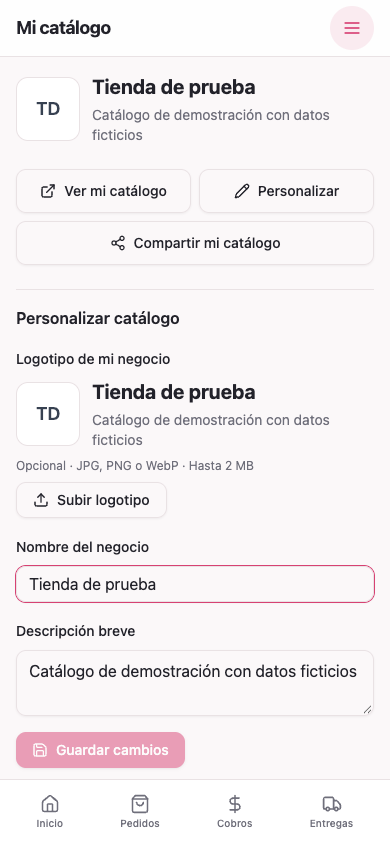 Mi catálogo
TD
Tienda de prueba
Catálogo de demostración con datos
ficticios
Ver mi catálogo
Personalizar
Compartir mi catálogo
Personalizar catálogo
Logotipo de mi negocio
TD
Tienda de prueba
Catálogo de demostración con datos
ficticios
Opcional · JPG, PNG o WebP · Hasta 2 MB
Subir logotipo
Nombre del negocio
Tienda de prueba
Descripción breve
Catálogo de demostración con datos ficticios
Guardar cambios
Inicio
Pedidos
Cobros
Entregas